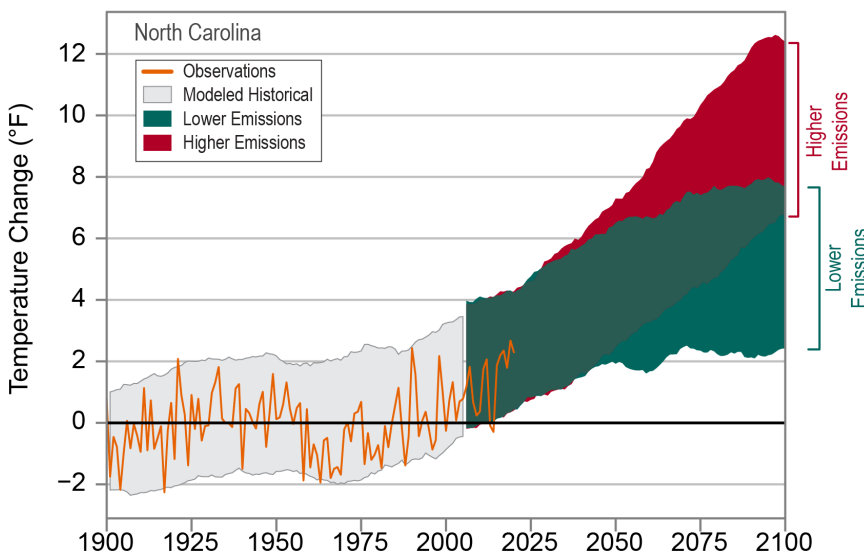 North Carolina
Observations
Modeled Historical
Lower Emissions
Higher Emissions
Temperature Change (°F)
12
10
8
6
4
2
0
−2
1900
1925
1950
1975
2000
2025
2050
2075
2100
Higher
Emissions
Lower
Emissions